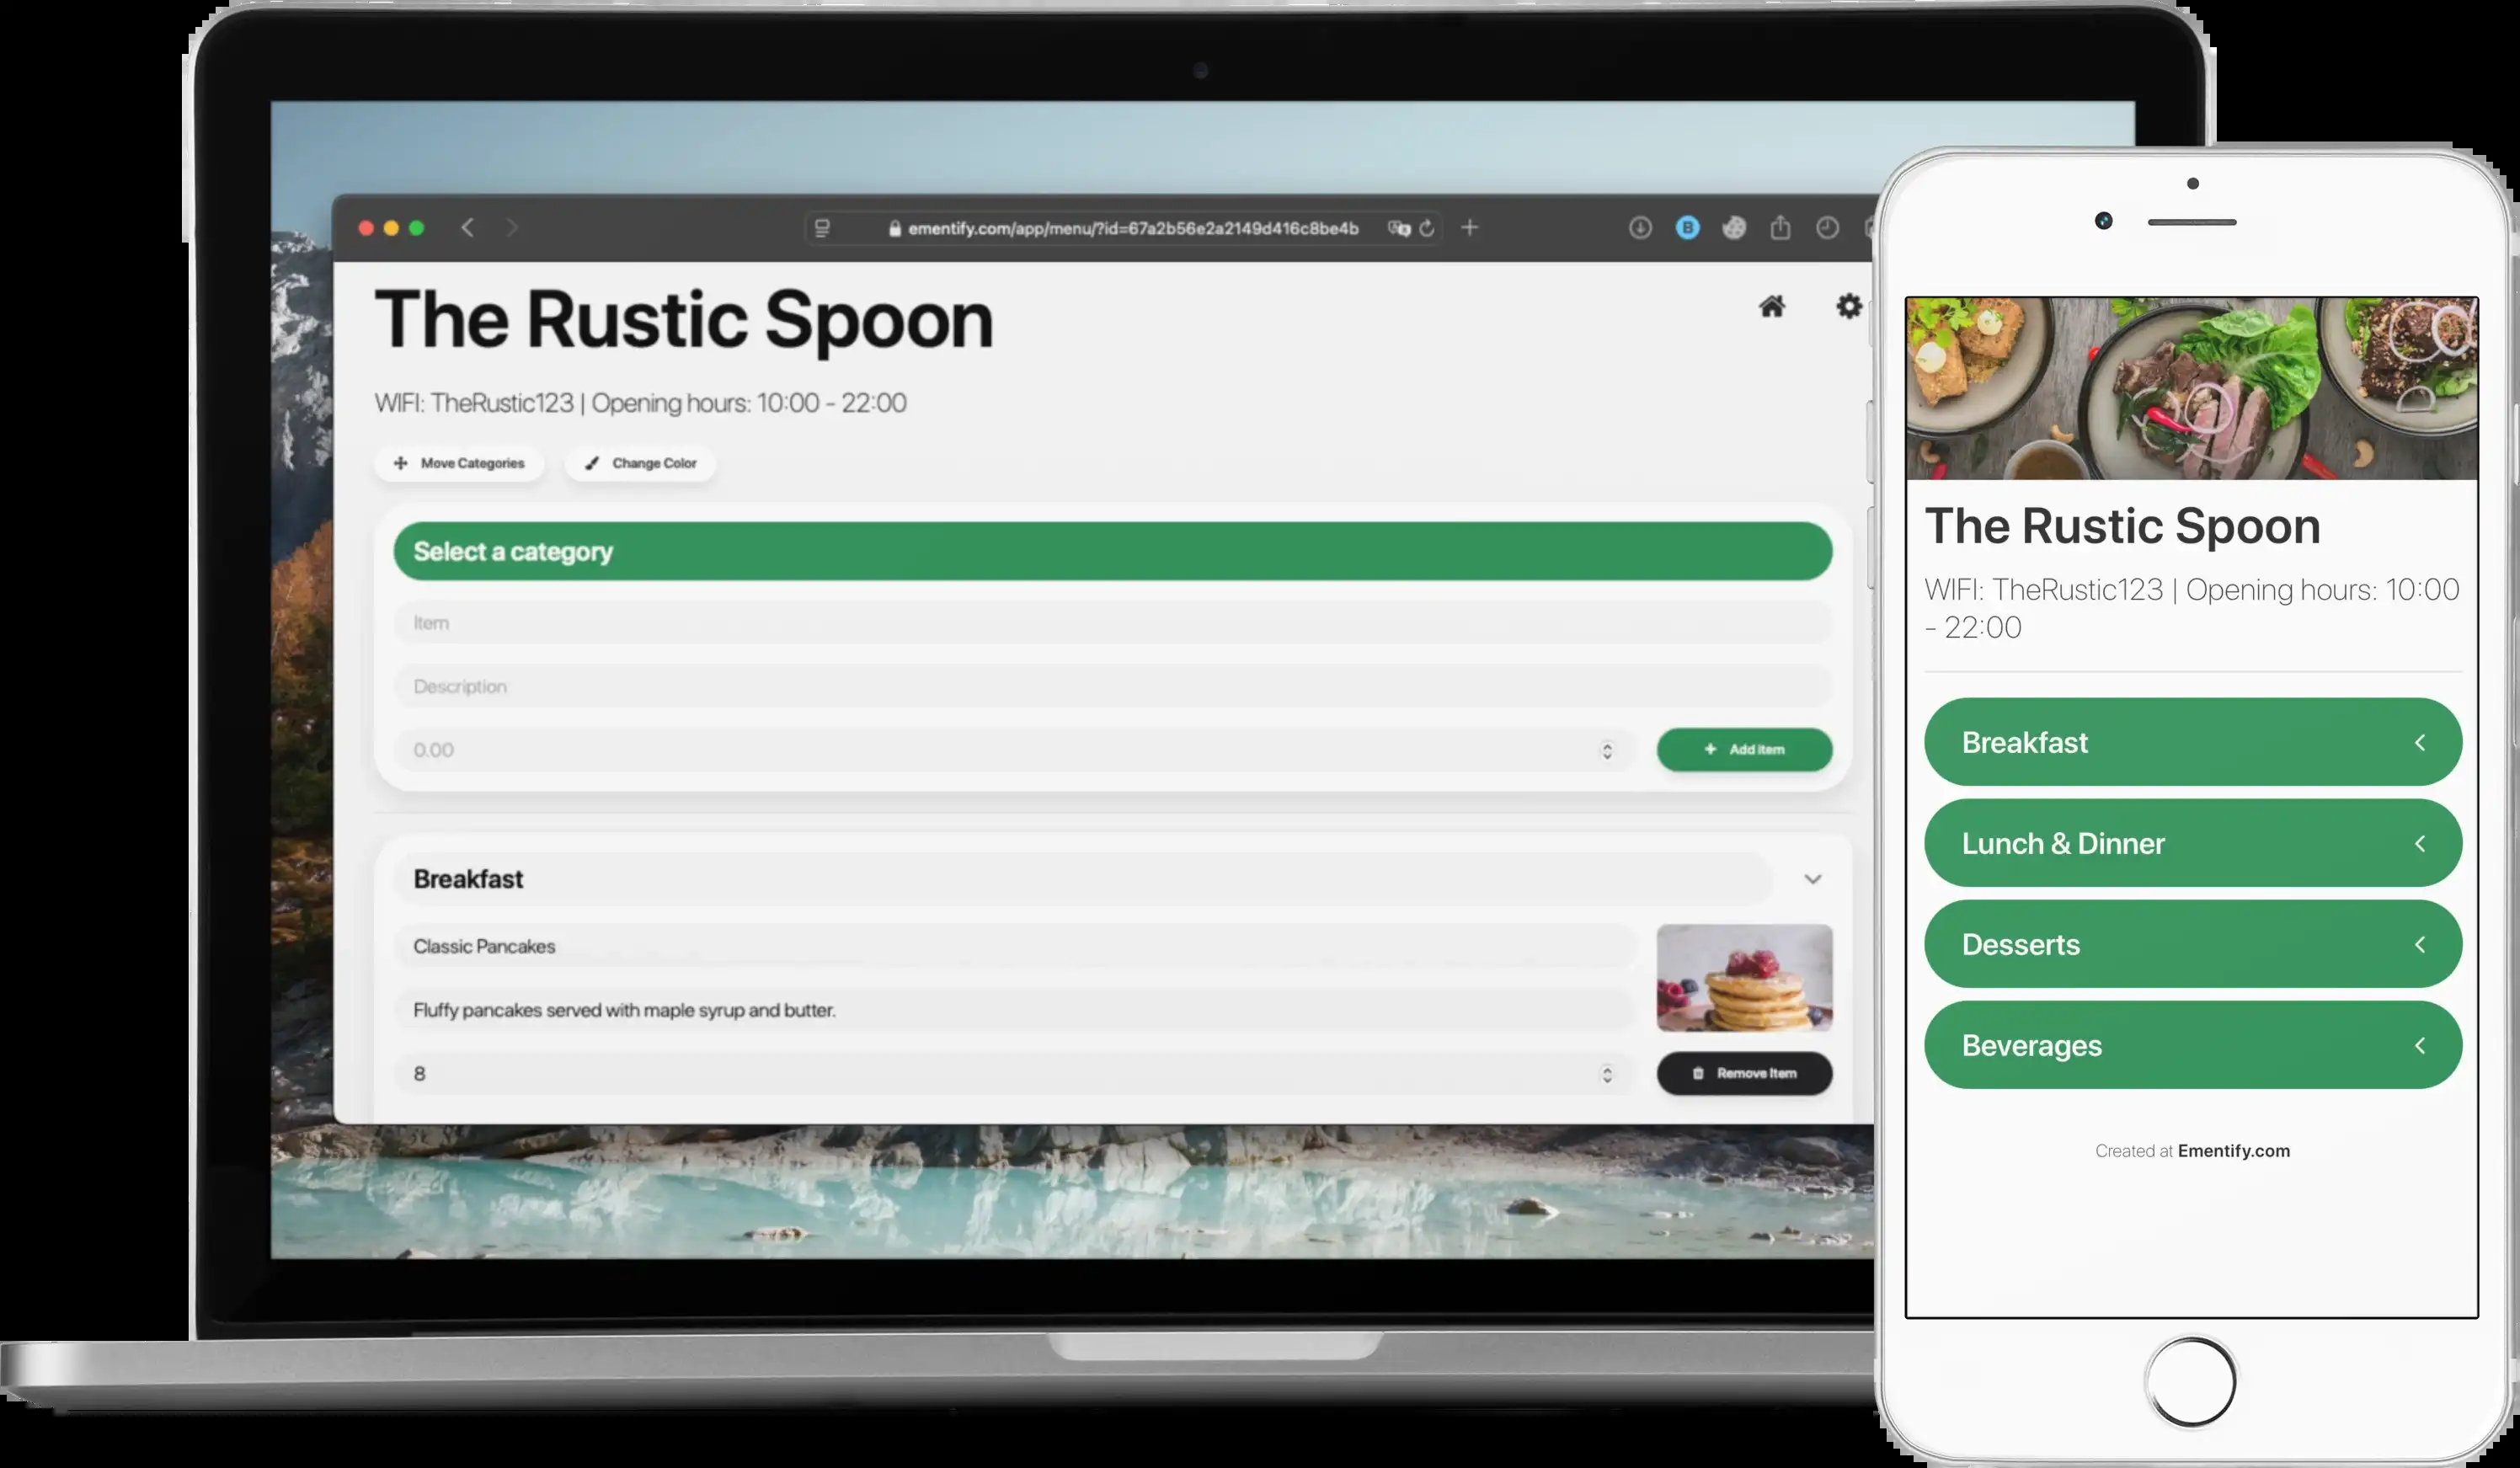 ementify.com/app/menu/?id=67a2b56e2a2149d416c8be4b
B
The Rustic Spoon
WIFI: TheRustic123 | Opening hours: 10:00 - 22:00
Move Categories
Change Color
Select a category
Item
Description
0.00
Add item
Breakfast
Classic Pancakes
Fluffy pancakes served with maple syrup and butter.
8
Remove Item
The Rustic Spoon
WIFI: TheRustic123 | Opening hours: 10:00
- 22:00
Breakfast
Lunch & Dinner
Desserts
Beverages
Created at Ementify.com